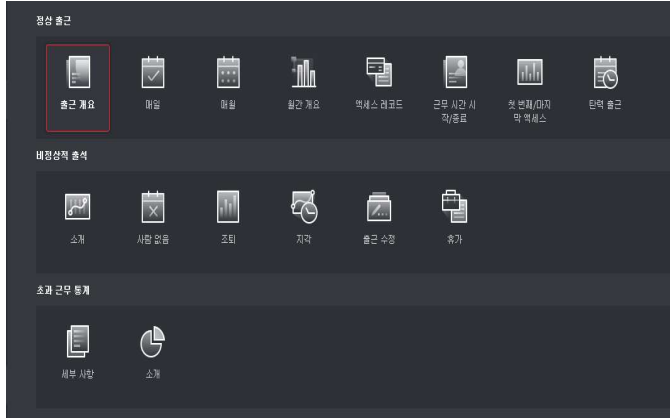 정상 출근
출근 개요
매일
매월
월간 개요
액세스 레코드
근무 시간 시
작/종료
첫 번째/마지
막 액세스
탄력 출근
비정상적 출석
소개
사람 없음
조퇴
지각
출근 수정
휴가
초과 근무 통계
세부 사항
소개